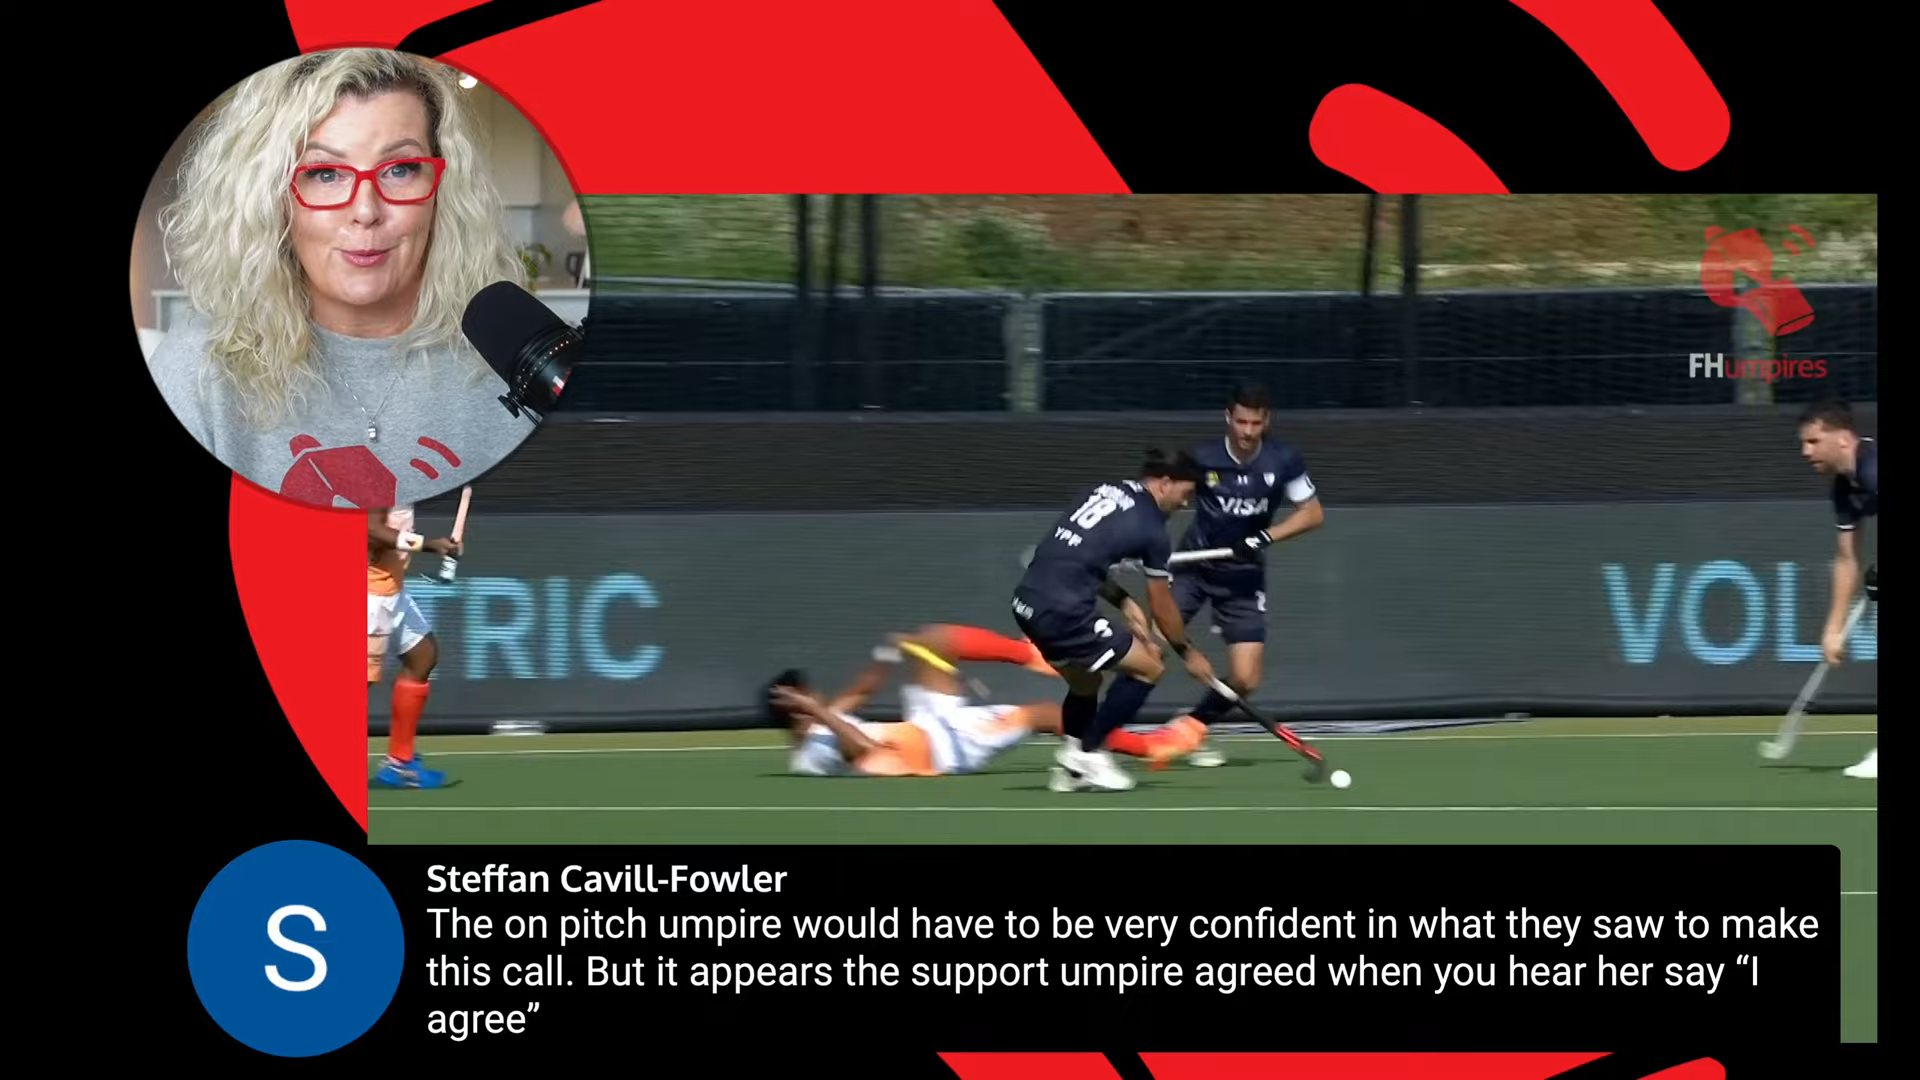 FHumpires
VISA
18
YPF
TRIC
VOL
Steffan Cavill-Fowler
The on pitch umpire would have to be very confident in what they saw to make
this call. But it appears the support umpire agreed when you hear her say “I
agree”
S